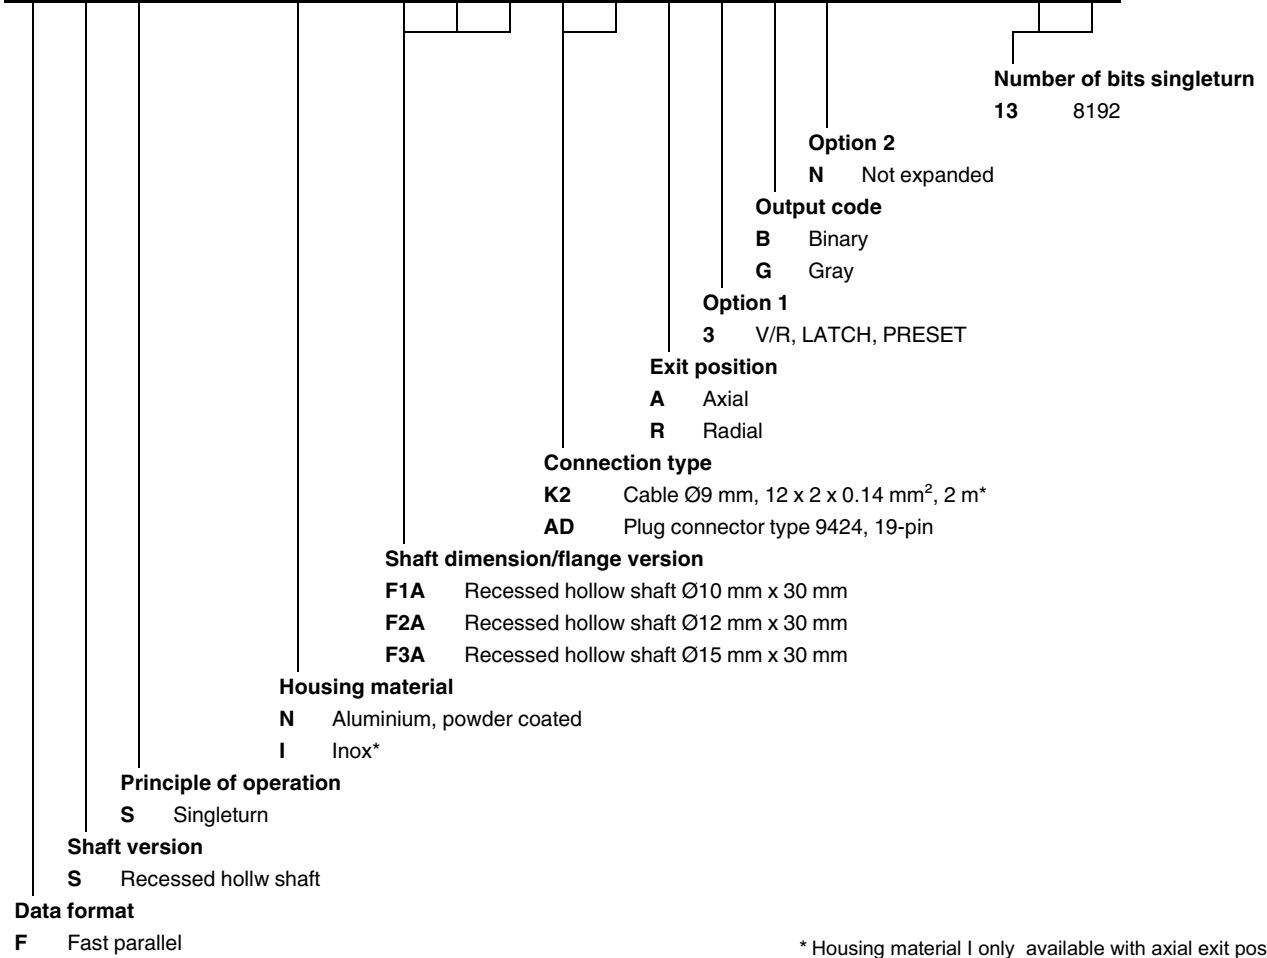 Number of bits singleturn
13 8192
Option 2
N Not expanded
Output code
B Binary
G Gray
Option 1
3 V/R, LATCH, PRESET
Exit position
A Axial
R Radial
Connection type
K2 Cable Ø9 mm, 12 x 2 x 0.14 mm², 2 m*
AD Plug connector type 9424, 19-pin
Shaft dimension/flange version
F1A Recessed hollow shaft Ø10 mm x 30 mm
F2A Recessed hollow shaft Ø12 mm x 30 mm
F3A Recessed hollow shaft Ø15 mm x 30 mm
Housing material
N Aluminium, powder coated
I Inox*
Principle of operation
S Singleturn
Shaft version
S Recessed hollw shaft
Data format
F Fast parallel
* Housing material I only available with axial exit pos